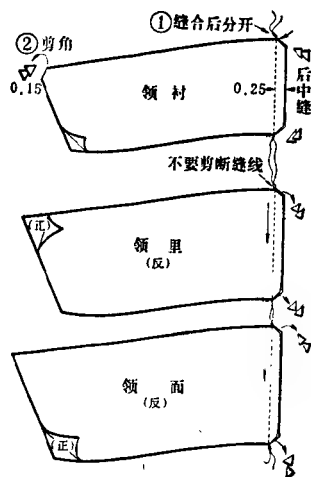 ①缝合后分开
②剪角
0.15
领衬
0.25
后中缝
不要剪断缝线
(正)
领里
(反)
领面
(反)
(正)